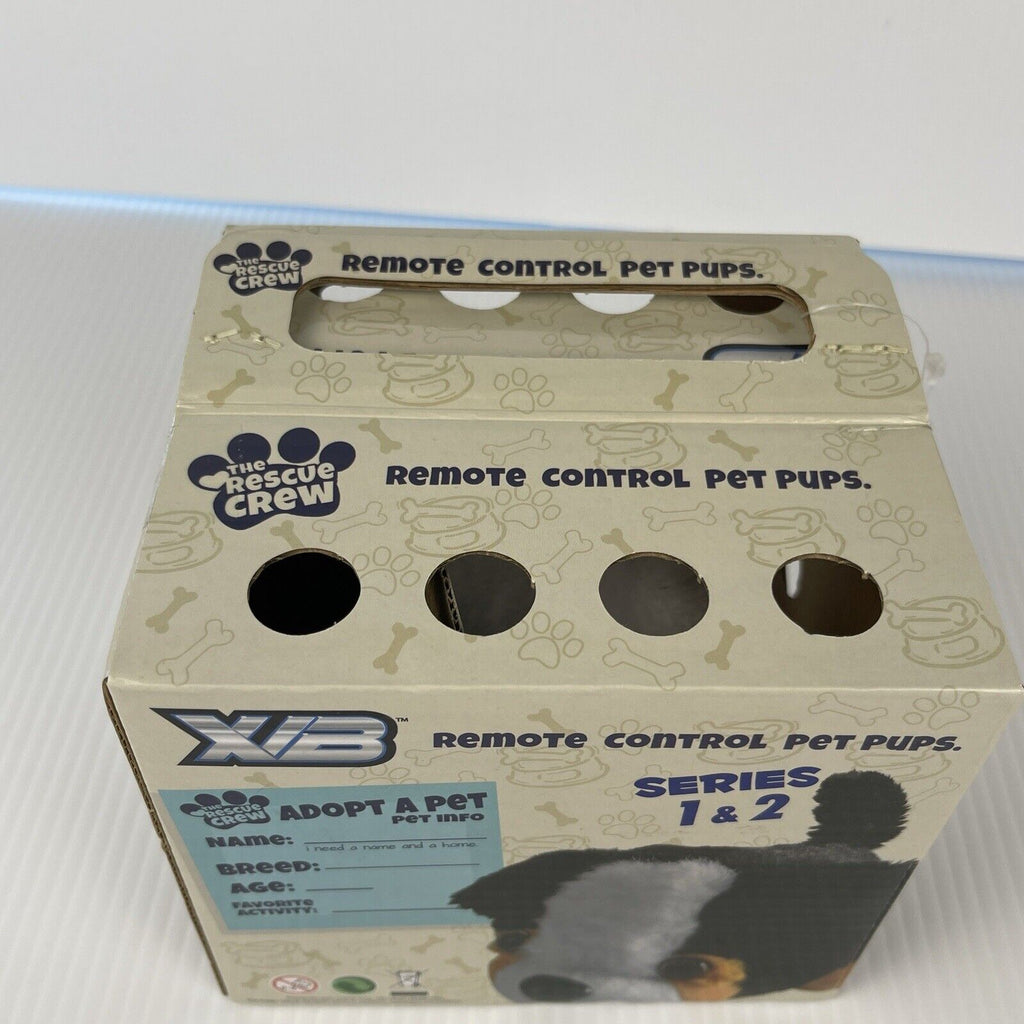 THE
RESCUE
CREW
REMOTE CONTROL PET PUPS.
THE
RESCUE
CREW
REMOTE CONTROL PET PUPS.
X/B™
REMOTE CONTROL PET PUPS.
SERIES
1 & 2
THE
RESCUE
CREW
ADOPT A PET
PET INFO
NAME:
i need a name and a home.
BREED:
AGE:
FAVORITE
ACTIVITY: